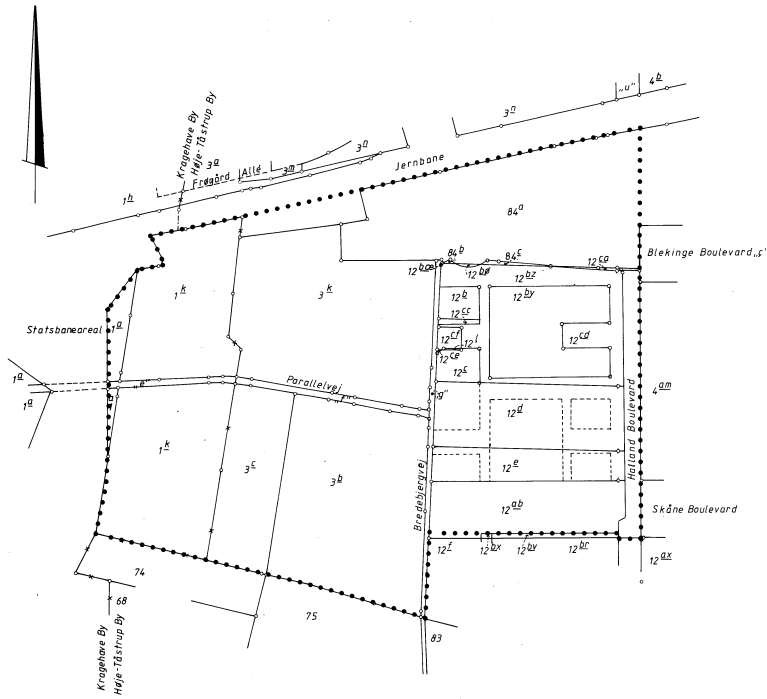 „u"
4b
3n
Kragehave By
Høje-Tåstrup By
3a
3n
Frøgård Allé
3m
Jernbane
1h
84a
84b
84c
12ca
Blekinge Boulevard „ç"
12bø
12bz
1k
3k
12b
12by
12cc
Statsbaneareal
1a
12cf
12l
12cd
12ce
1a
„e"
Parallelvej
12c
„f"
„g"
4am
1a
12d
Halland Boulevard
1k
3c
3b
12e
Bredebjergvej
12ab
Skåne Boulevard
12f
12bx
12bv
12br
12ax
74
68
75
83
Kragehave By
Høje-Tåstrup By